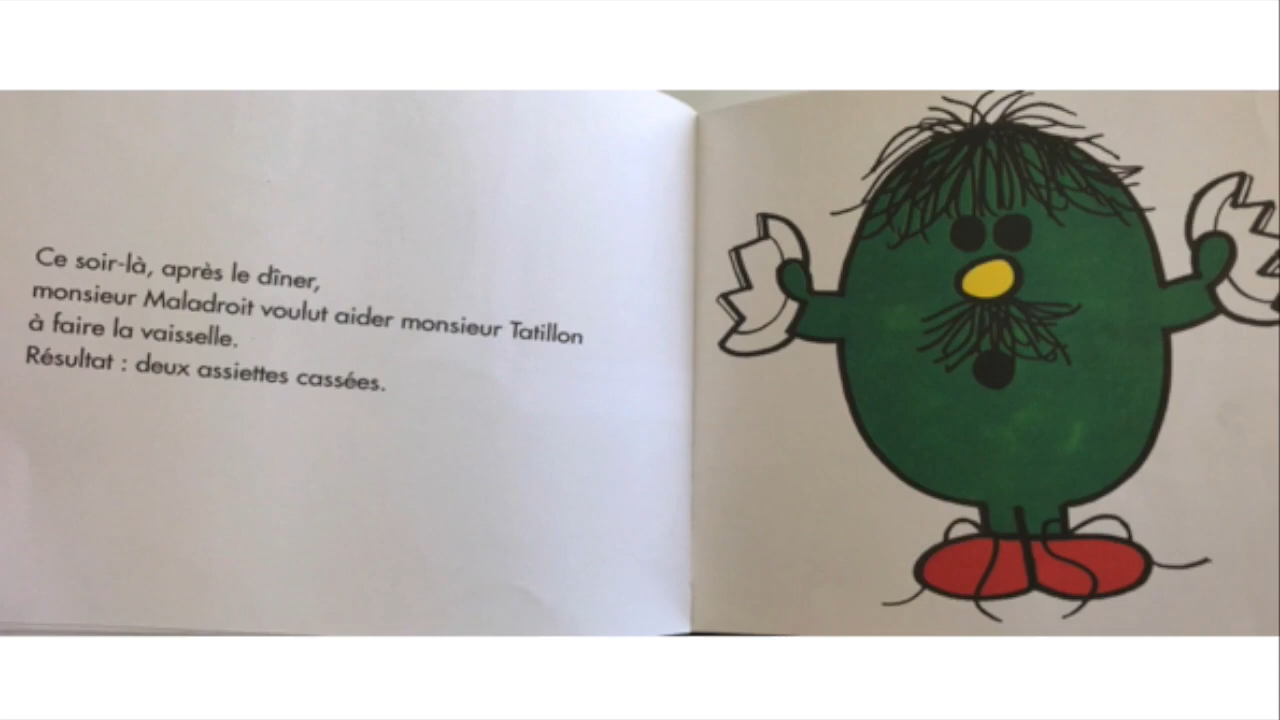 Ce soir-là, après le dîner,
monsieur Maladroit voulut aider monsieur Tatillon
à faire la vaisselle.
Résultat : deux assiettes cassées.